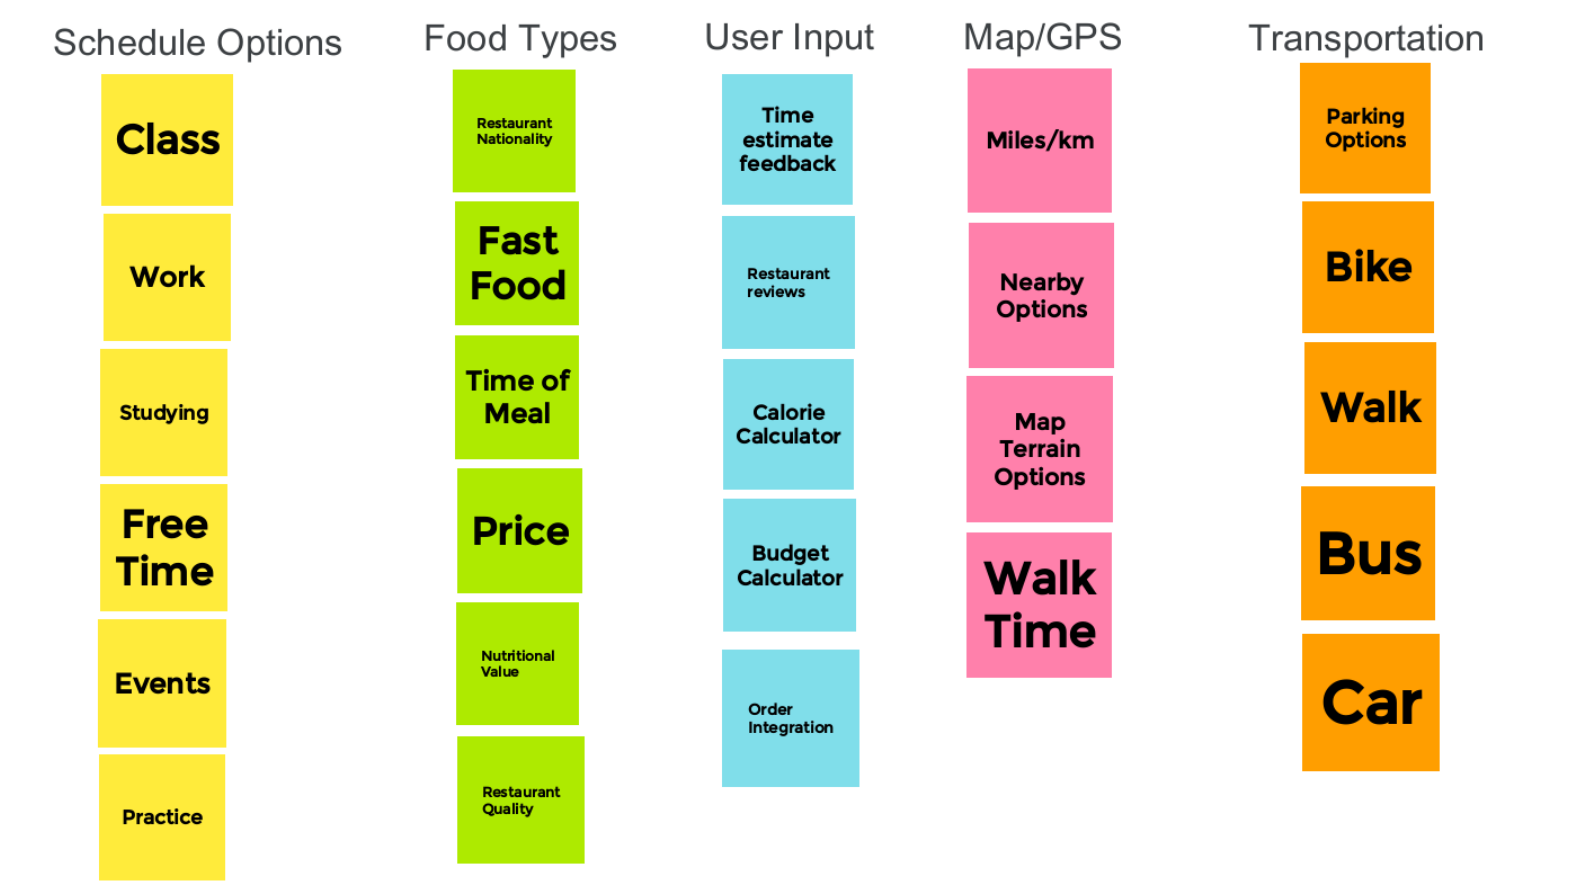 Schedule Options
Class
Work
Studying
Free
Time
Events
Practice
Food Types
Restaurant
Nationality
Fast
Food
Time of
Meal
Price
Nutritional
Value
Restaurant
Quality
User Input
Time
estimate
feedback
Restaurant
reviews
Calorie
Calculator
Budget
Calculator
Order
Integration
Map/GPS
Miles/km
Nearby
Options
Map
Terrain
Options
Walk
Time
Transportation
Parking
Options
Bike
Walk
Bus
Car